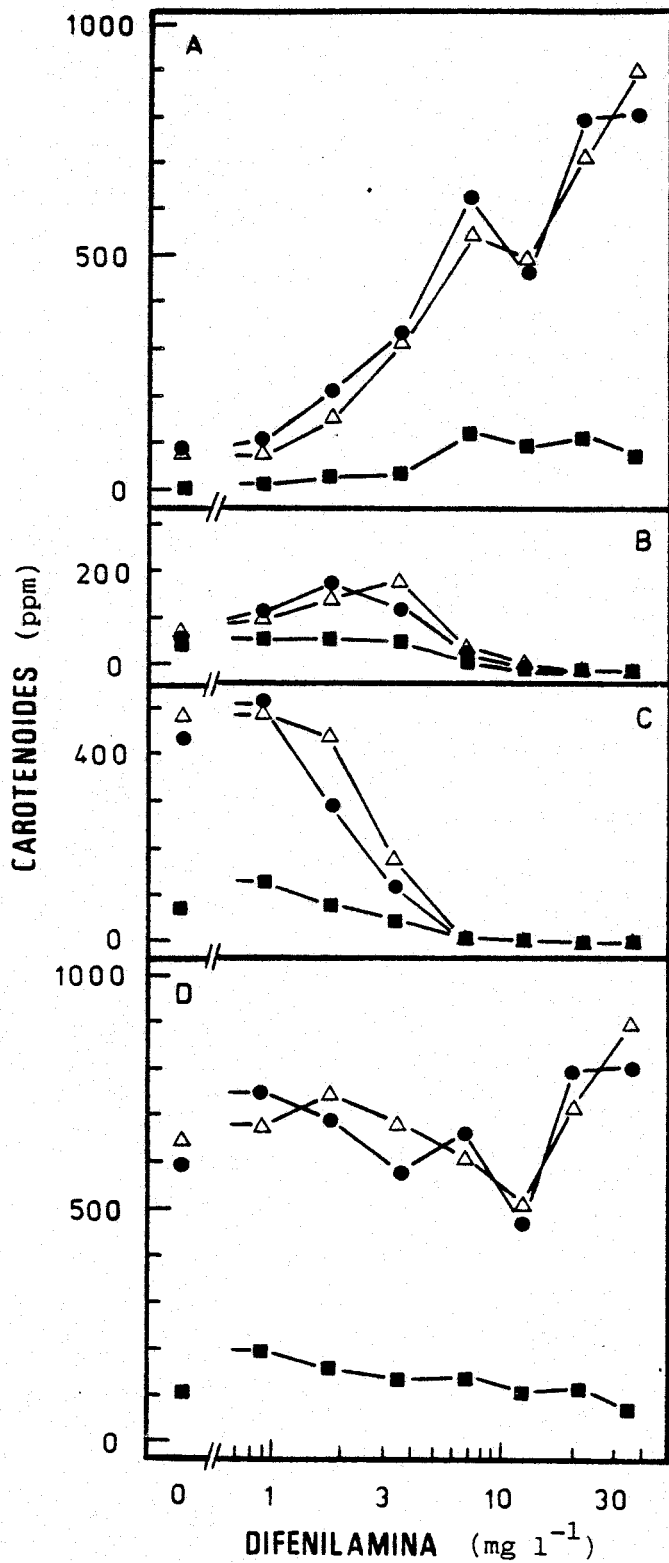 1000
A
500
0
B
200
0
C
400
0
1000
D
500
0
0 1 3 10 30
CAROTENOIDES (ppm)
DIFENILAMINA (mg l⁻¹)